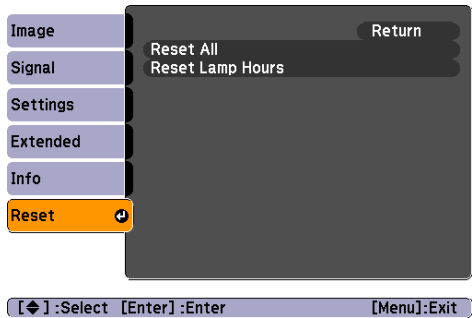 Image
Signal
Settings
Extended
Info
Reset
Return
Reset All
Reset Lamp Hours
[◆] :Select [Enter] :Enter [Menu]:Exit